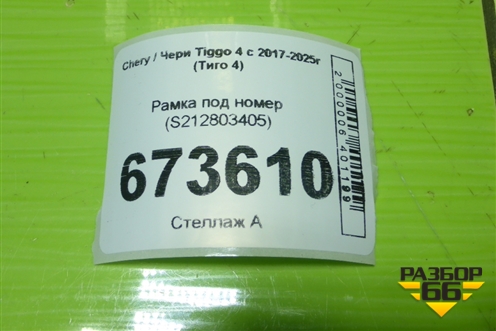 Chery / Чери Tiggo 4 с 2017-2025г
(Тиго 4)
Рамка под номер
(S212803405)
673610
Стеллаж А
2000006401199
РАЗБОР
66